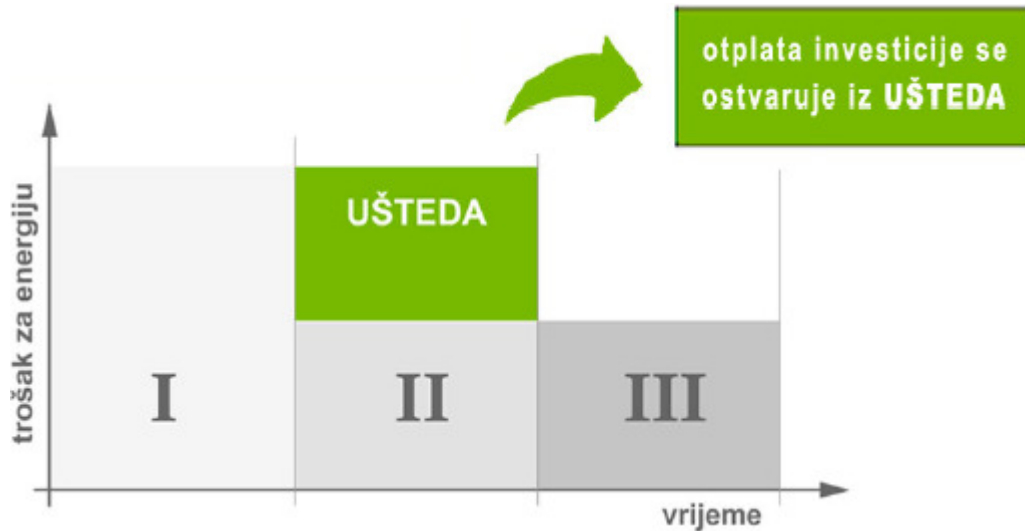 otplata investicije se
ostvaruje iz UŠTEDA
UŠTEDA
trošak za energiju
I
II
III
vrijeme